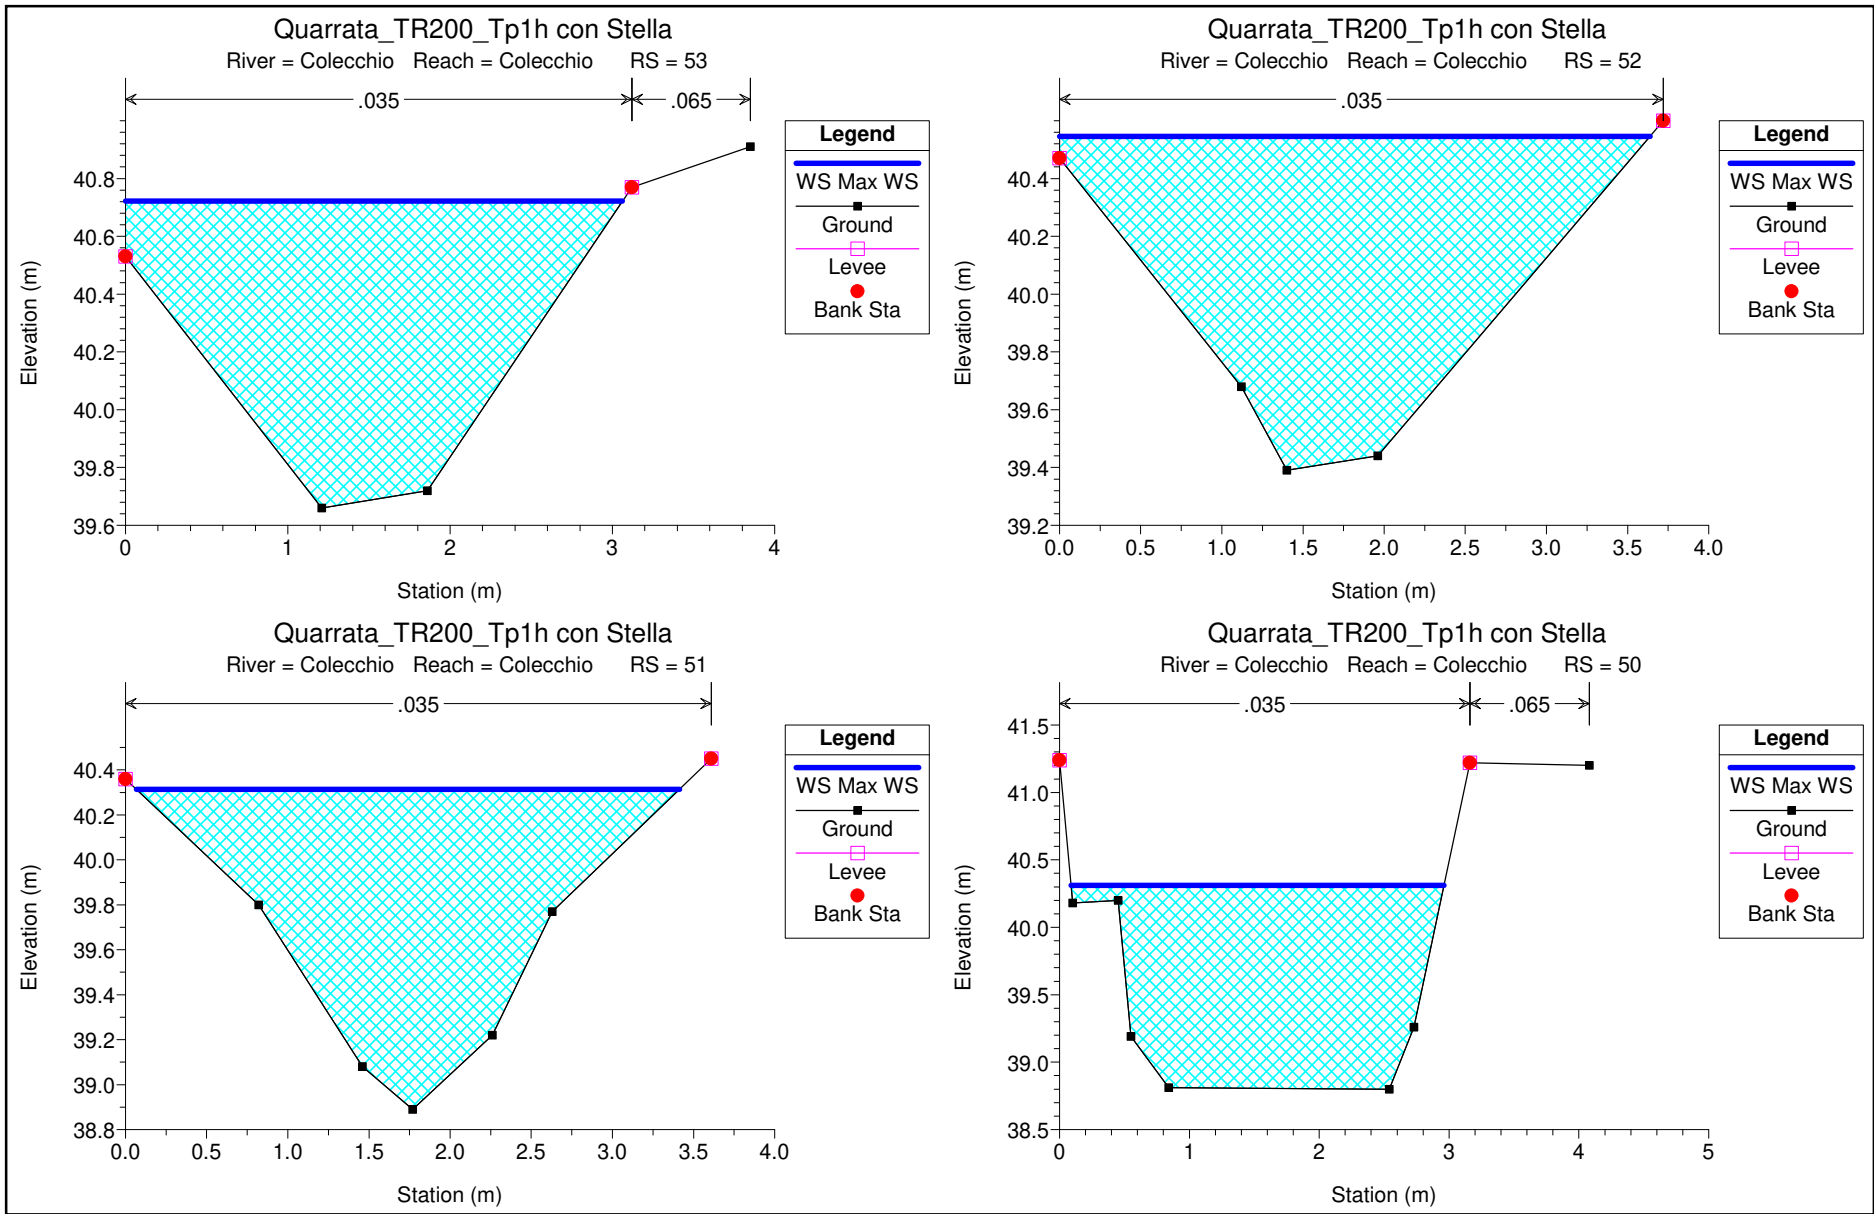 Quarrata_TR200_Tp1h con Stella
River = Colecchio Reach = Colecchio RS = 53
.035
.065
Legend
WS Max WS
Ground
Levee
Bank Sta
Elevation (m)
40.8
40.6
40.4
40.2
40.0
39.8
39.6
0 1 2 3 4
Station (m)
Quarrata_TR200_Tp1h con Stella
River = Colecchio Reach = Colecchio RS = 52
.035
Legend
WS Max WS
Ground
Levee
Bank Sta
Elevation (m)
40.4
40.2
40.0
39.8
39.6
39.4
39.2
0.0 0.5 1.0 1.5 2.0 2.5 3.0 3.5 4.0
Station (m)
Quarrata_TR200_Tp1h con Stella
River = Colecchio Reach = Colecchio RS = 51
.035
Legend
WS Max WS
Ground
Levee
Bank Sta
Elevation (m)
40.4
40.2
40.0
39.8
39.6
39.4
39.2
39.0
38.8
0.0 0.5 1.0 1.5 2.0 2.5 3.0 3.5 4.0
Station (m)
Quarrata_TR200_Tp1h con Stella
River = Colecchio Reach = Colecchio RS = 50
.035
.065
Legend
WS Max WS
Ground
Levee
Bank Sta
Elevation (m)
41.5
41.0
40.5
40.0
39.5
39.0
38.5
0 1 2 3 4 5
Station (m)